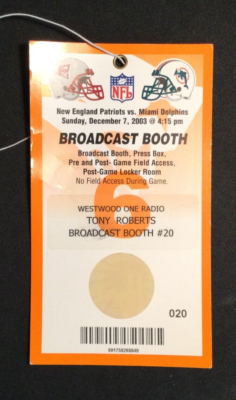 NFL
New England Patriots vs. Miami Dolphins
Sunday, December 7, 2003 @ 4:15 pm
BROADCAST BOOTH
Broadcast Booth, Press Box,
Pre and Post- Game Field Access,
Post-Game Locker Room
No Field Access During Game.
6
WESTWOOD ONE RADIO
TONY ROBERTS
BROADCAST BOOTH #20
020